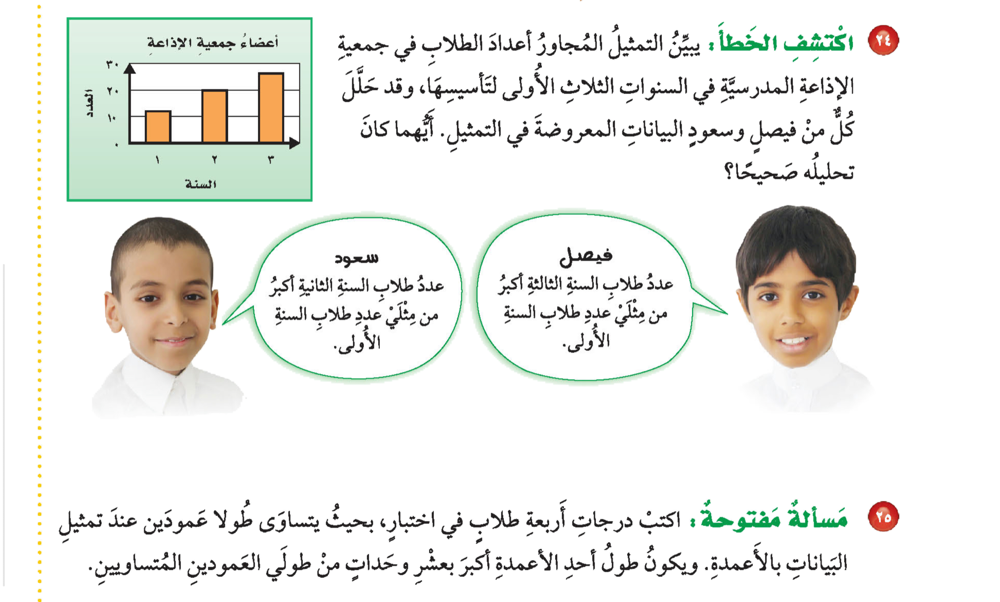 ٢٤ اكْتشِفِ الخَطأَ: يبيِّنُ التمثيلُ المُجاورُ أعدادَ الطلابِ في جمعيةِ
الإذاعةِ المدرسيَّةِ في السنواتِ الثلاثِ الأُولى لتَأسيسِهَا، وقد حَلَّلَ
كُلٌّ منْ فيصلٍ وسعودٍ البياناتِ المعروضةَ في التمثيلِ. أَيُّهما كانَ
تحليلُه صَحيحًا؟
أعضاءُ جمعيةِ الإذاعةِ
٣٠
٢٠
١٠
٠
العدد
١ ٢ ٣
السنة
فيصل
عددُ طلابِ السنةِ الثالثةِ أكبرُ
من مِثْلَيْ عددِ طلابِ السنةِ
الأُولى.
سعود
عددُ طلابِ السنةِ الثانيةِ أكبرُ
من مِثْلَيْ عددِ طلابِ السنةِ
الأُولى.
٢٥ مَسألةٌ مَفتوحةٌ: اكتبْ درجاتِ أَربعةِ طلابٍ في اختبارٍ، بحيثُ يتساوَى طُولا عَمودَين عندَ تمثيلِ
البَياناتِ بالأَعمدةِ. ويكونُ طولُ أحدِ الأعمدةِ أكبرَ بعشْرِ وحَداتٍ منْ طولَي العَمودينِ المُتساويينِ.